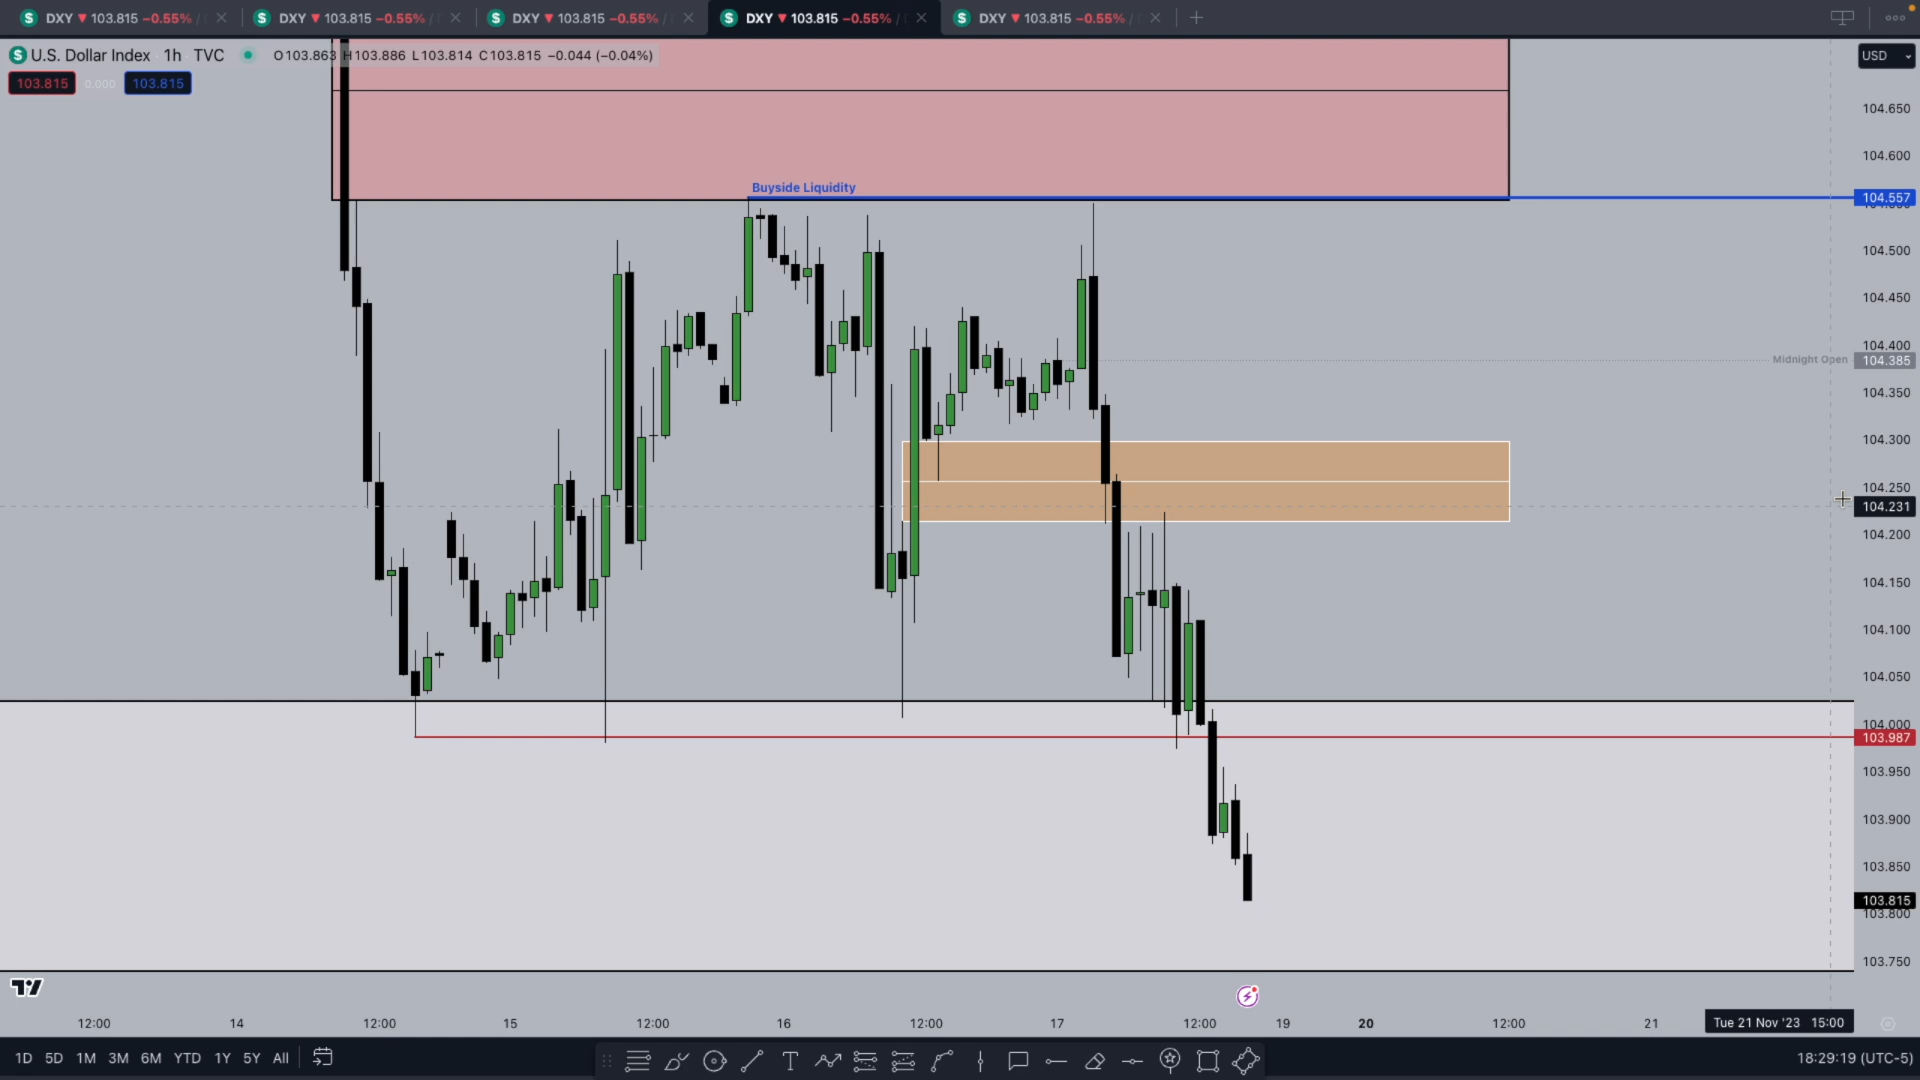 DXY ▼ 103.815 −0.55% / DXY ▼ 103.815 −0.55% / DXY ▼ 103.815 −0.55% / DXY ▼ 103.815 −0.55% / DXY ▼ 103.815 −0.55% /
U.S. Dollar Index 1h TVC O103.863 H103.886 L103.814 C103.815 −0.044 (−0.04%)
USD
103.815 0.000 103.815
104.650
104.600
Buyside Liquidity
104.557
104.500
104.450
104.400
Midnight Open 104.385
104.350
104.300
104.250
104.231
104.200
104.150
104.100
104.050
104.000
103.987
103.950
103.900
103.850
103.815
103.800
103.750
12:00 14 12:00 15 12:00 16 12:00 17 12:00 19 20 12:00 21 Tue 21 Nov '23 15:00
1D 5D 1M 3M 6M YTD 1Y 5Y All 18:29:19 (UTC-5)